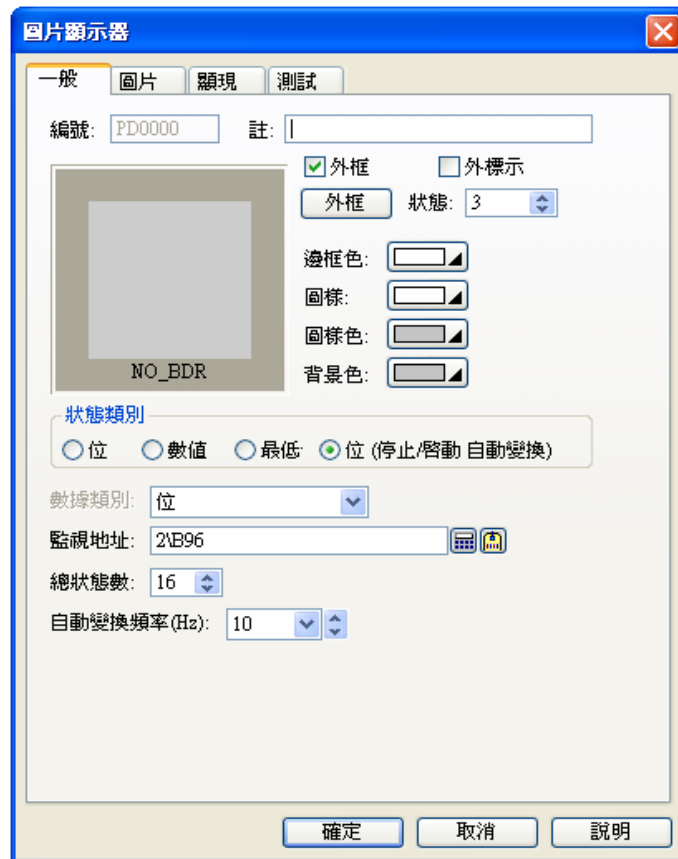 圖片顯示器
一般 圖片 顯現 測試
編號: PD0000 註:
外框 外標示
外框 狀態: 3
邊框色:
圖樣:
圖樣色:
背景色:
NO_BDR
狀態類別
位 數值 最低 位 (停止/啓動 自動變換)
數據類別: 位
監視地址: 2\B96
總狀態數: 16
自動變換頻率(Hz): 10
確定 取消 說明